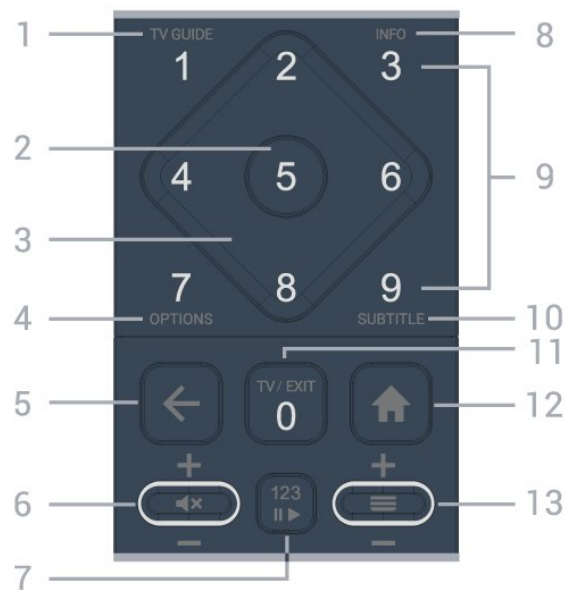 1 TV GUIDE INFO 8
1 2 3
2
9
4 5 6
3
7 8 9
4 OPTIONS SUBTITLE 10
11
TV / EXIT
5 12
0
+ +
6 13
123
− −
7